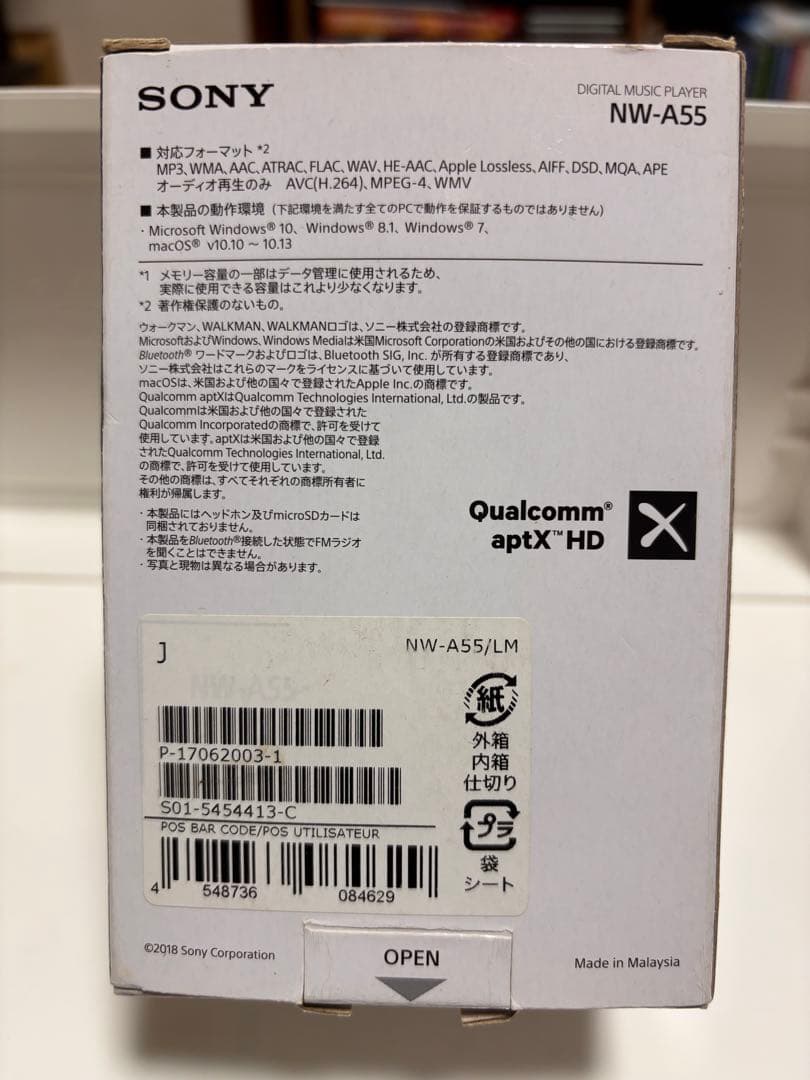 SONY
DIGITAL MUSIC PLAYER
NW-A55
■ 対応フォーマット *2
MP3、WMA、AAC、ATRAC、FLAC、WAV、HE-AAC、Apple Lossless、AIFF、DSD、MQA、APE
オーディオ再生のみ AVC(H.264)、MPEG-4、WMV
■ 本製品の動作環境（下記環境を満たす全てのPCで動作を保証するものではありません）
・Microsoft Windows® 10、Windows® 8.1、Windows® 7、
macOS® v10.10 ～ 10.13
*1 メモリー容量の一部はデータ管理に使用されるため、
実際に使用できる容量はこれより少なくなります。
*2 著作権保護のないもの。
ウォークマン、WALKMAN、WALKMANロゴは、ソニー株式会社の登録商標です。
MicrosoftおよびWindows、Windows Mediaは米国Microsoft Corporationの米国およびその他の国における登録商標です。
Bluetooth® ワードマークおよびロゴは、Bluetooth SIG, Inc. が所有する登録商標であり、
ソニー株式会社はこれらのマークをライセンスに基づいて使用しています。
macOSは、米国および他の国々で登録されたApple Inc.の商標です。
Qualcomm aptXはQualcomm Technologies International, Ltd.の製品です。
Qualcommは米国および他の国々で登録された
Qualcomm Incorporatedの商標で、許可を受けて
使用しています。aptXは米国および他の国々で登録
されたQualcomm Technologies International, Ltd.
の商標で、許可を受けて使用しています。
その他の商標は、すべてそれぞれの商標所有者に
権利が帰属します。
・本製品にはヘッドホン及びmicroSDカードは
同梱されておりません。
・本製品をBluetooth®接続した状態でFMラジオ
を聞くことはできません。
・写真と現物は異なる場合があります。
Qualcomm®
aptX™ HD
J
NW-A55/LM
P-17062003-1
S01-5454413-C
POS BAR CODE/POS UTILISATEUR
4 548736 084629
紙
外箱
内箱
仕切り
プラ
袋
シート
©2018 Sony Corporation
OPEN
Made in Malaysia